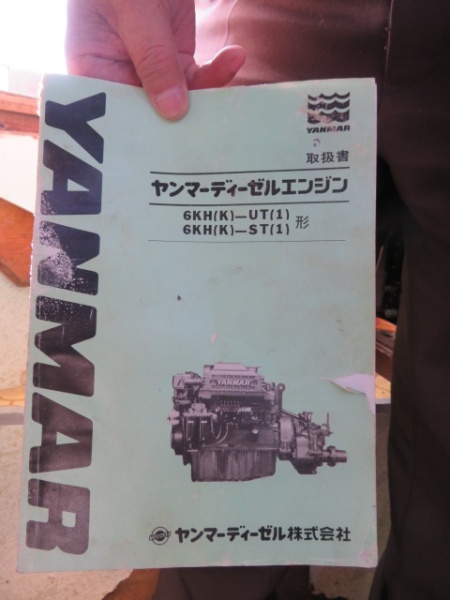 YANMAR
YANMAR
取扱書
ヤンマーディーゼルエンジン
6KH(K)—UT(1)
6KH(K)—ST(1)
形
YANMAR
ヤンマーディーゼル株式会社